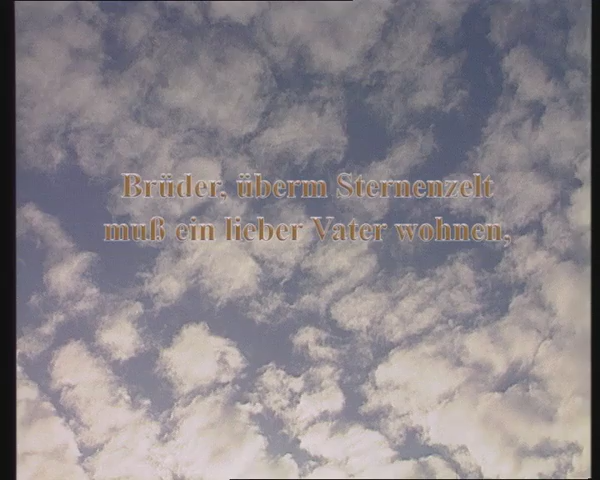 Brüder, überm Sternenzelt
muß ein lieber Vater wohnen,